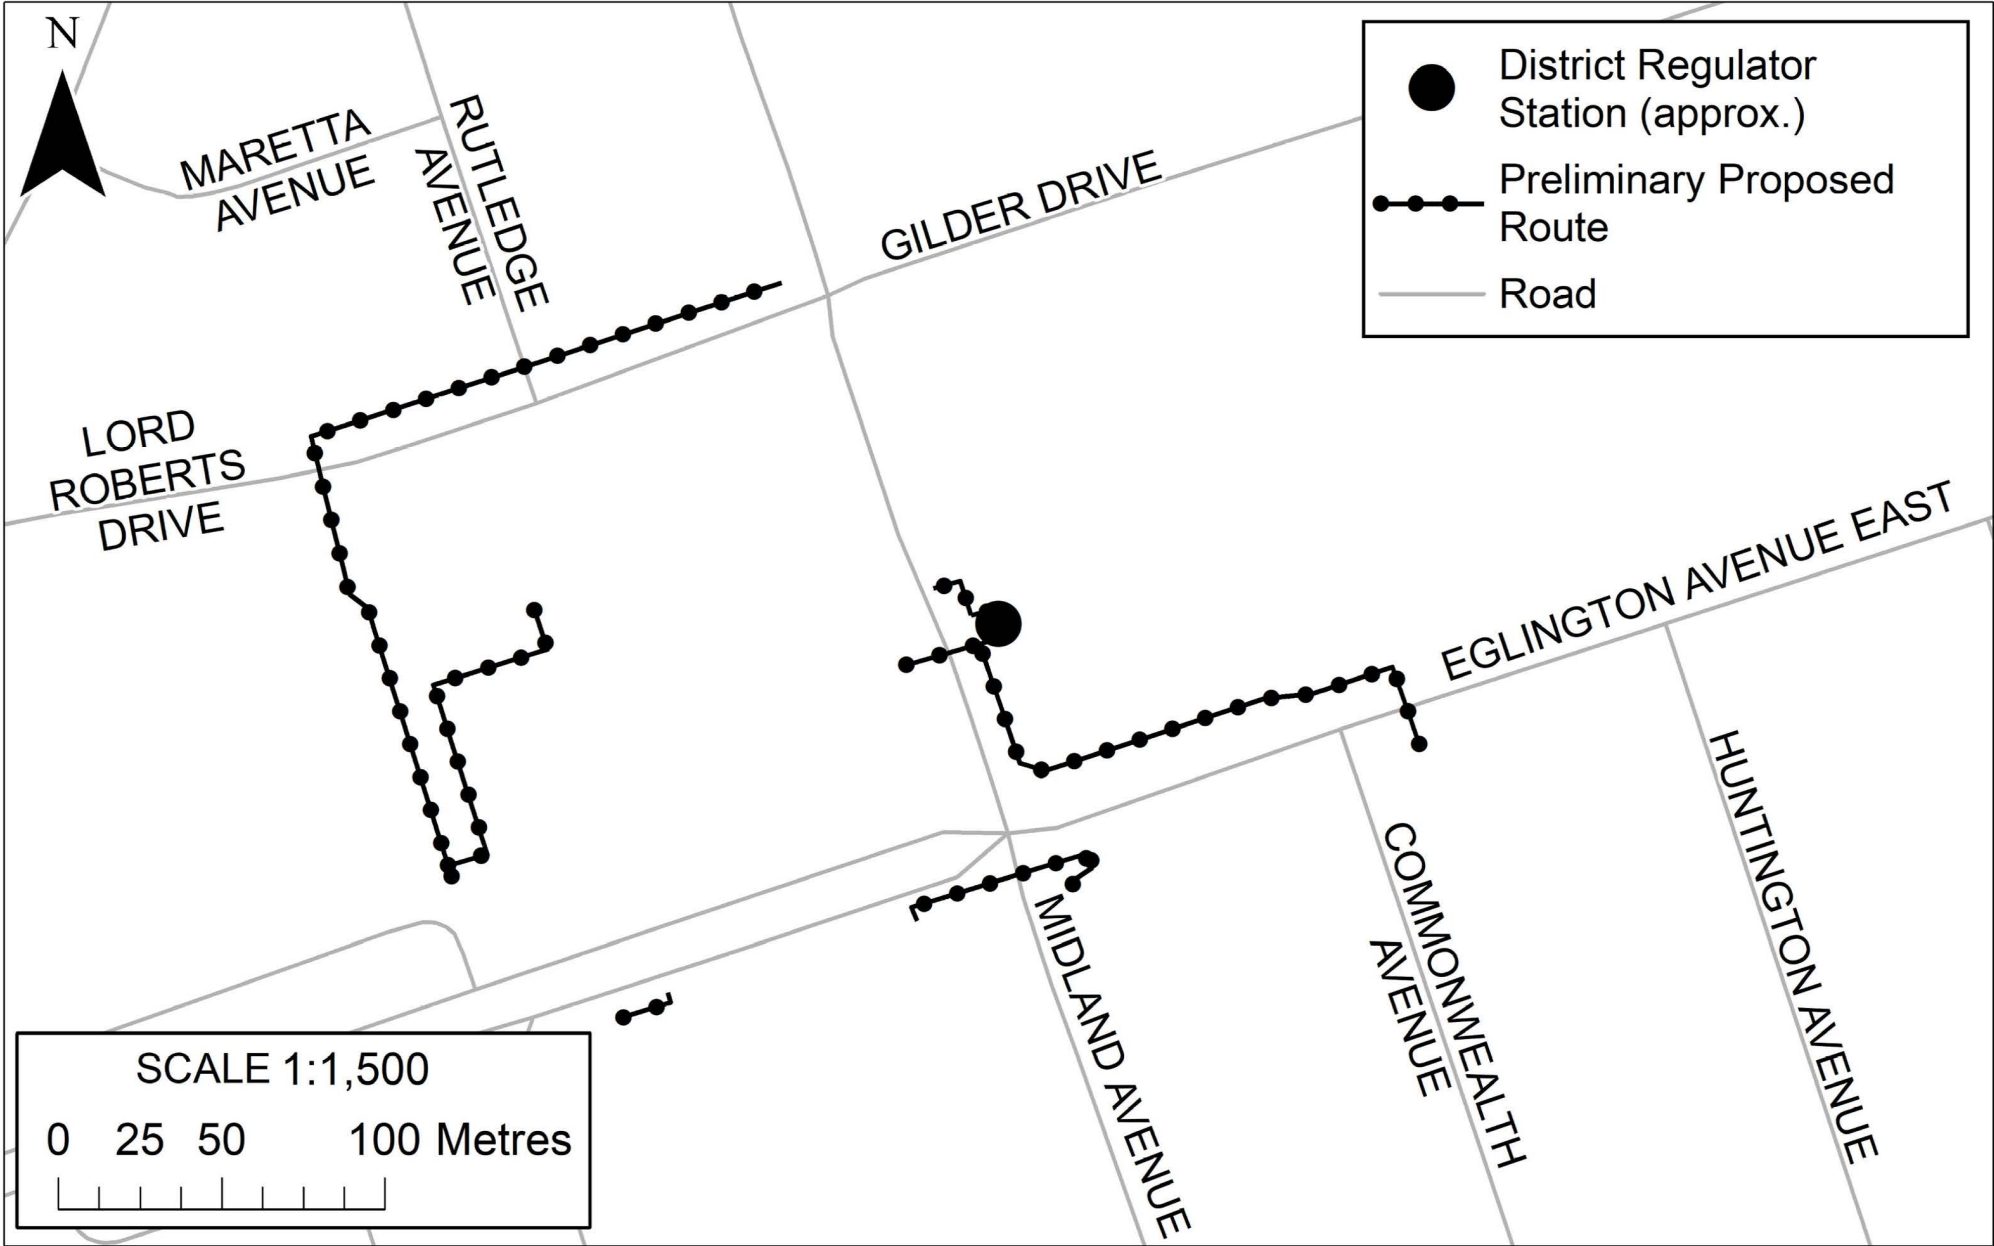 N
District Regulator
Station (approx.)
Preliminary Proposed
Route
Road
MARETTA
AVENUE
RUTLEDGE
AVENUE
GILDER DRIVE
LORD
ROBERTS
DRIVE
EGLINGTON AVENUE EAST
HUNTINGTON AVENUE
COMMONWEALTH
AVENUE
MIDLAND AVENUE
SCALE 1:1,500
0 25 50 100 Metres